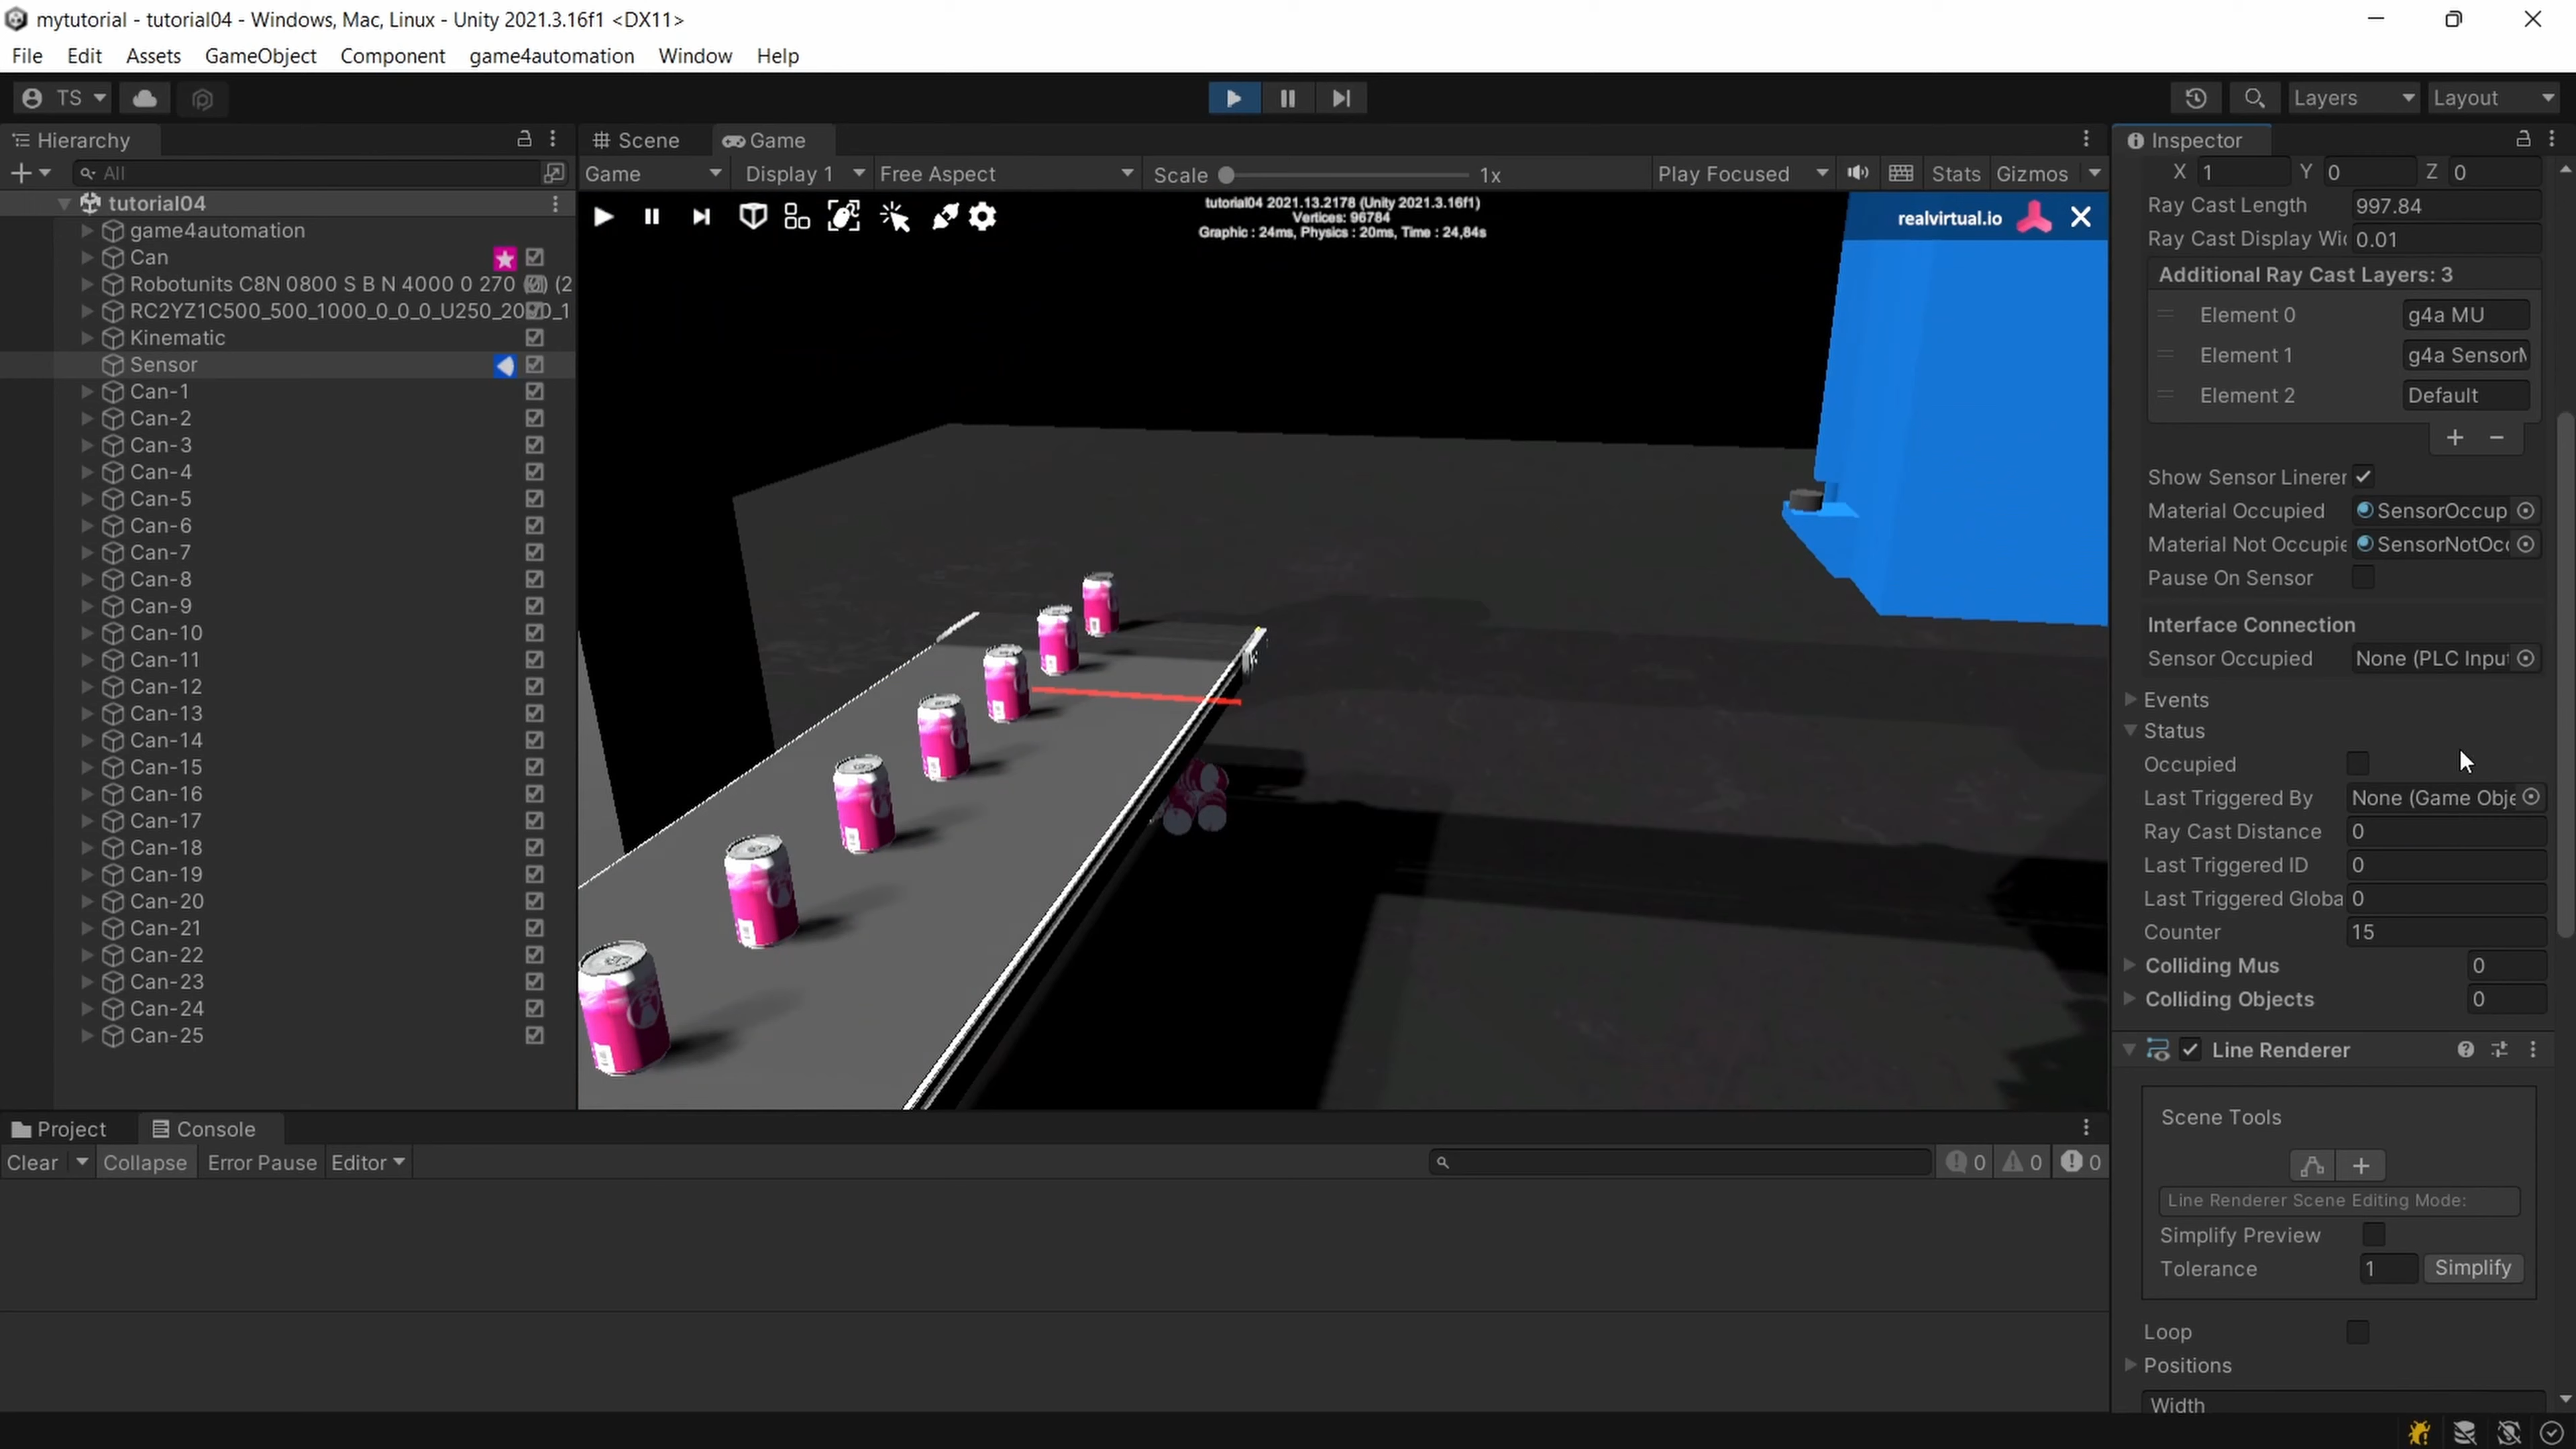 mytutorial - tutorial04 - Windows, Mac, Linux - Unity 2021.3.16f1 <DX11>
File Edit Assets GameObject Component game4automation Window Help
TS
Layers Layout
Hierarchy
All
tutorial04
game4automation
Can
Robotunits C8N 0800 S B N 4000 0 270 (2
RC2YZ1C500_500_1000_0_0_0_U250_20 0_1
Kinematic
Sensor
Can-1
Can-2
Can-3
Can-4
Can-5
Can-6
Can-7
Can-8
Can-9
Can-10
Can-11
Can-12
Can-13
Can-14
Can-15
Can-16
Can-17
Can-18
Can-19
Can-20
Can-21
Can-22
Can-23
Can-24
Can-25
Scene Game
Game Display 1 Free Aspect Scale 1x Play Focused Stats Gizmos
tutorial04 2021.13.2178 (Unity 2021.3.16f1)
Vertices: 96784
Graphic : 24ms, Physics : 20ms, Time : 24,84s
realvirtual.io
Inspector
X 1 Y 0 Z 0
Ray Cast Length 997.84
Ray Cast Display Wi 0.01
Additional Ray Cast Layers: 3
Element 0 g4a MU
Element 1 g4a SensorM
Element 2 Default
Show Sensor Linerer
Material Occupied SensorOccup
Material Not Occupie SensorNotOcc
Pause On Sensor
Interface Connection
Sensor Occupied None (PLC Input
Events
Status
Occupied
Last Triggered By None (Game Obje
Ray Cast Distance 0
Last Triggered ID 0
Last Triggered Globa 0
Counter 15
Colliding Mus 0
Colliding Objects 0
Line Renderer
Scene Tools
Line Renderer Scene Editing Mode:
Simplify Preview
Tolerance 1 Simplify
Loop
Positions
Width
Project Console
Clear Collapse Error Pause Editor 0 0 0